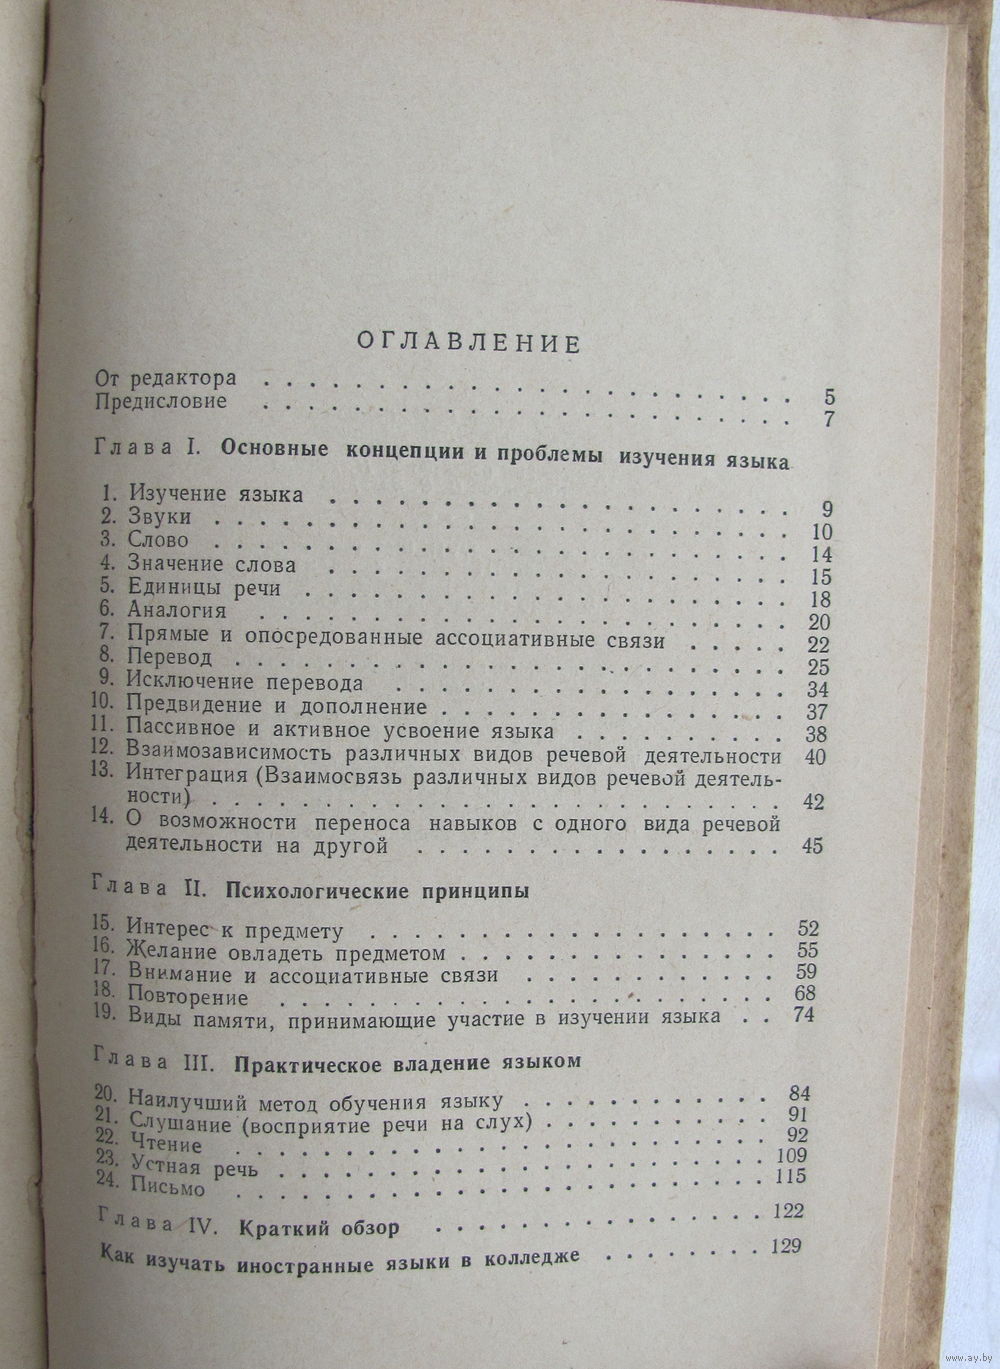 ОГЛАВЛЕНИЕ
От редактора . . . . . . . . . . . . . . . . . . . . . . . . 5
Предисловие . . . . . . . . . . . . . . . . . . . . . . . . 7
Глава I. Основные концепции и проблемы изучения языка
1. Изучение языка . . . . . . . . . . . . . . . . . . . . . 9
2. Звуки . . . . . . . . . . . . . . . . . . . . . . . . . . 10
3. Слово . . . . . . . . . . . . . . . . . . . . . . . . . . 14
4. Значение слова . . . . . . . . . . . . . . . . . . . . . 15
5. Единицы речи . . . . . . . . . . . . . . . . . . . . . . 18
6. Аналогия . . . . . . . . . . . . . . . . . . . . . . . . 20
7. Прямые и опосредованные ассоциативные связи . . . . . 22
8. Перевод . . . . . . . . . . . . . . . . . . . . . . . . . 25
9. Исключение перевода . . . . . . . . . . . . . . . . . . 34
10. Предвидение и дополнение . . . . . . . . . . . . . . . . 37
11. Пассивное и активное усвоение языка . . . . . . . . . . 38
12. Взаимозависимость различных видов речевой деятельности 40
13. Интеграция (Взаимосвязь различных видов речевой деятель-
ности) . . . . . . . . . . . . . . . . . . . . . . . . . . 42
14. О возможности переноса навыков с одного вида речевой
деятельности на другой . . . . . . . . . . . . . . . . . 45
Глава II. Психологические принципы
15. Интерес к предмету . . . . . . . . . . . . . . . . . . . 52
16. Желание овладеть предметом . . . . . . . . . . . . . . . 55
17. Внимание и ассоциативные связи . . . . . . . . . . . . 59
18. Повторение . . . . . . . . . . . . . . . . . . . . . . . 68
19. Виды памяти, принимающие участие в изучении языка . . 74
Глава III. Практическое владение языком
20. Наилучший метод обучения языку . . . . . . . . . . . . 84
21. Слушание (восприятие речи на слух) . . . . . . . . . . . 91
22. Чтение . . . . . . . . . . . . . . . . . . . . . . . . . 92
23. Устная речь . . . . . . . . . . . . . . . . . . . . . . . 109
24. Письмо . . . . . . . . . . . . . . . . . . . . . . . . . 115
Глава IV. Краткий обзор . . . . . . . . . . . . . . . 122
Как изучать иностранные языки в колледже . . . . . . . . 129
www.ay.by